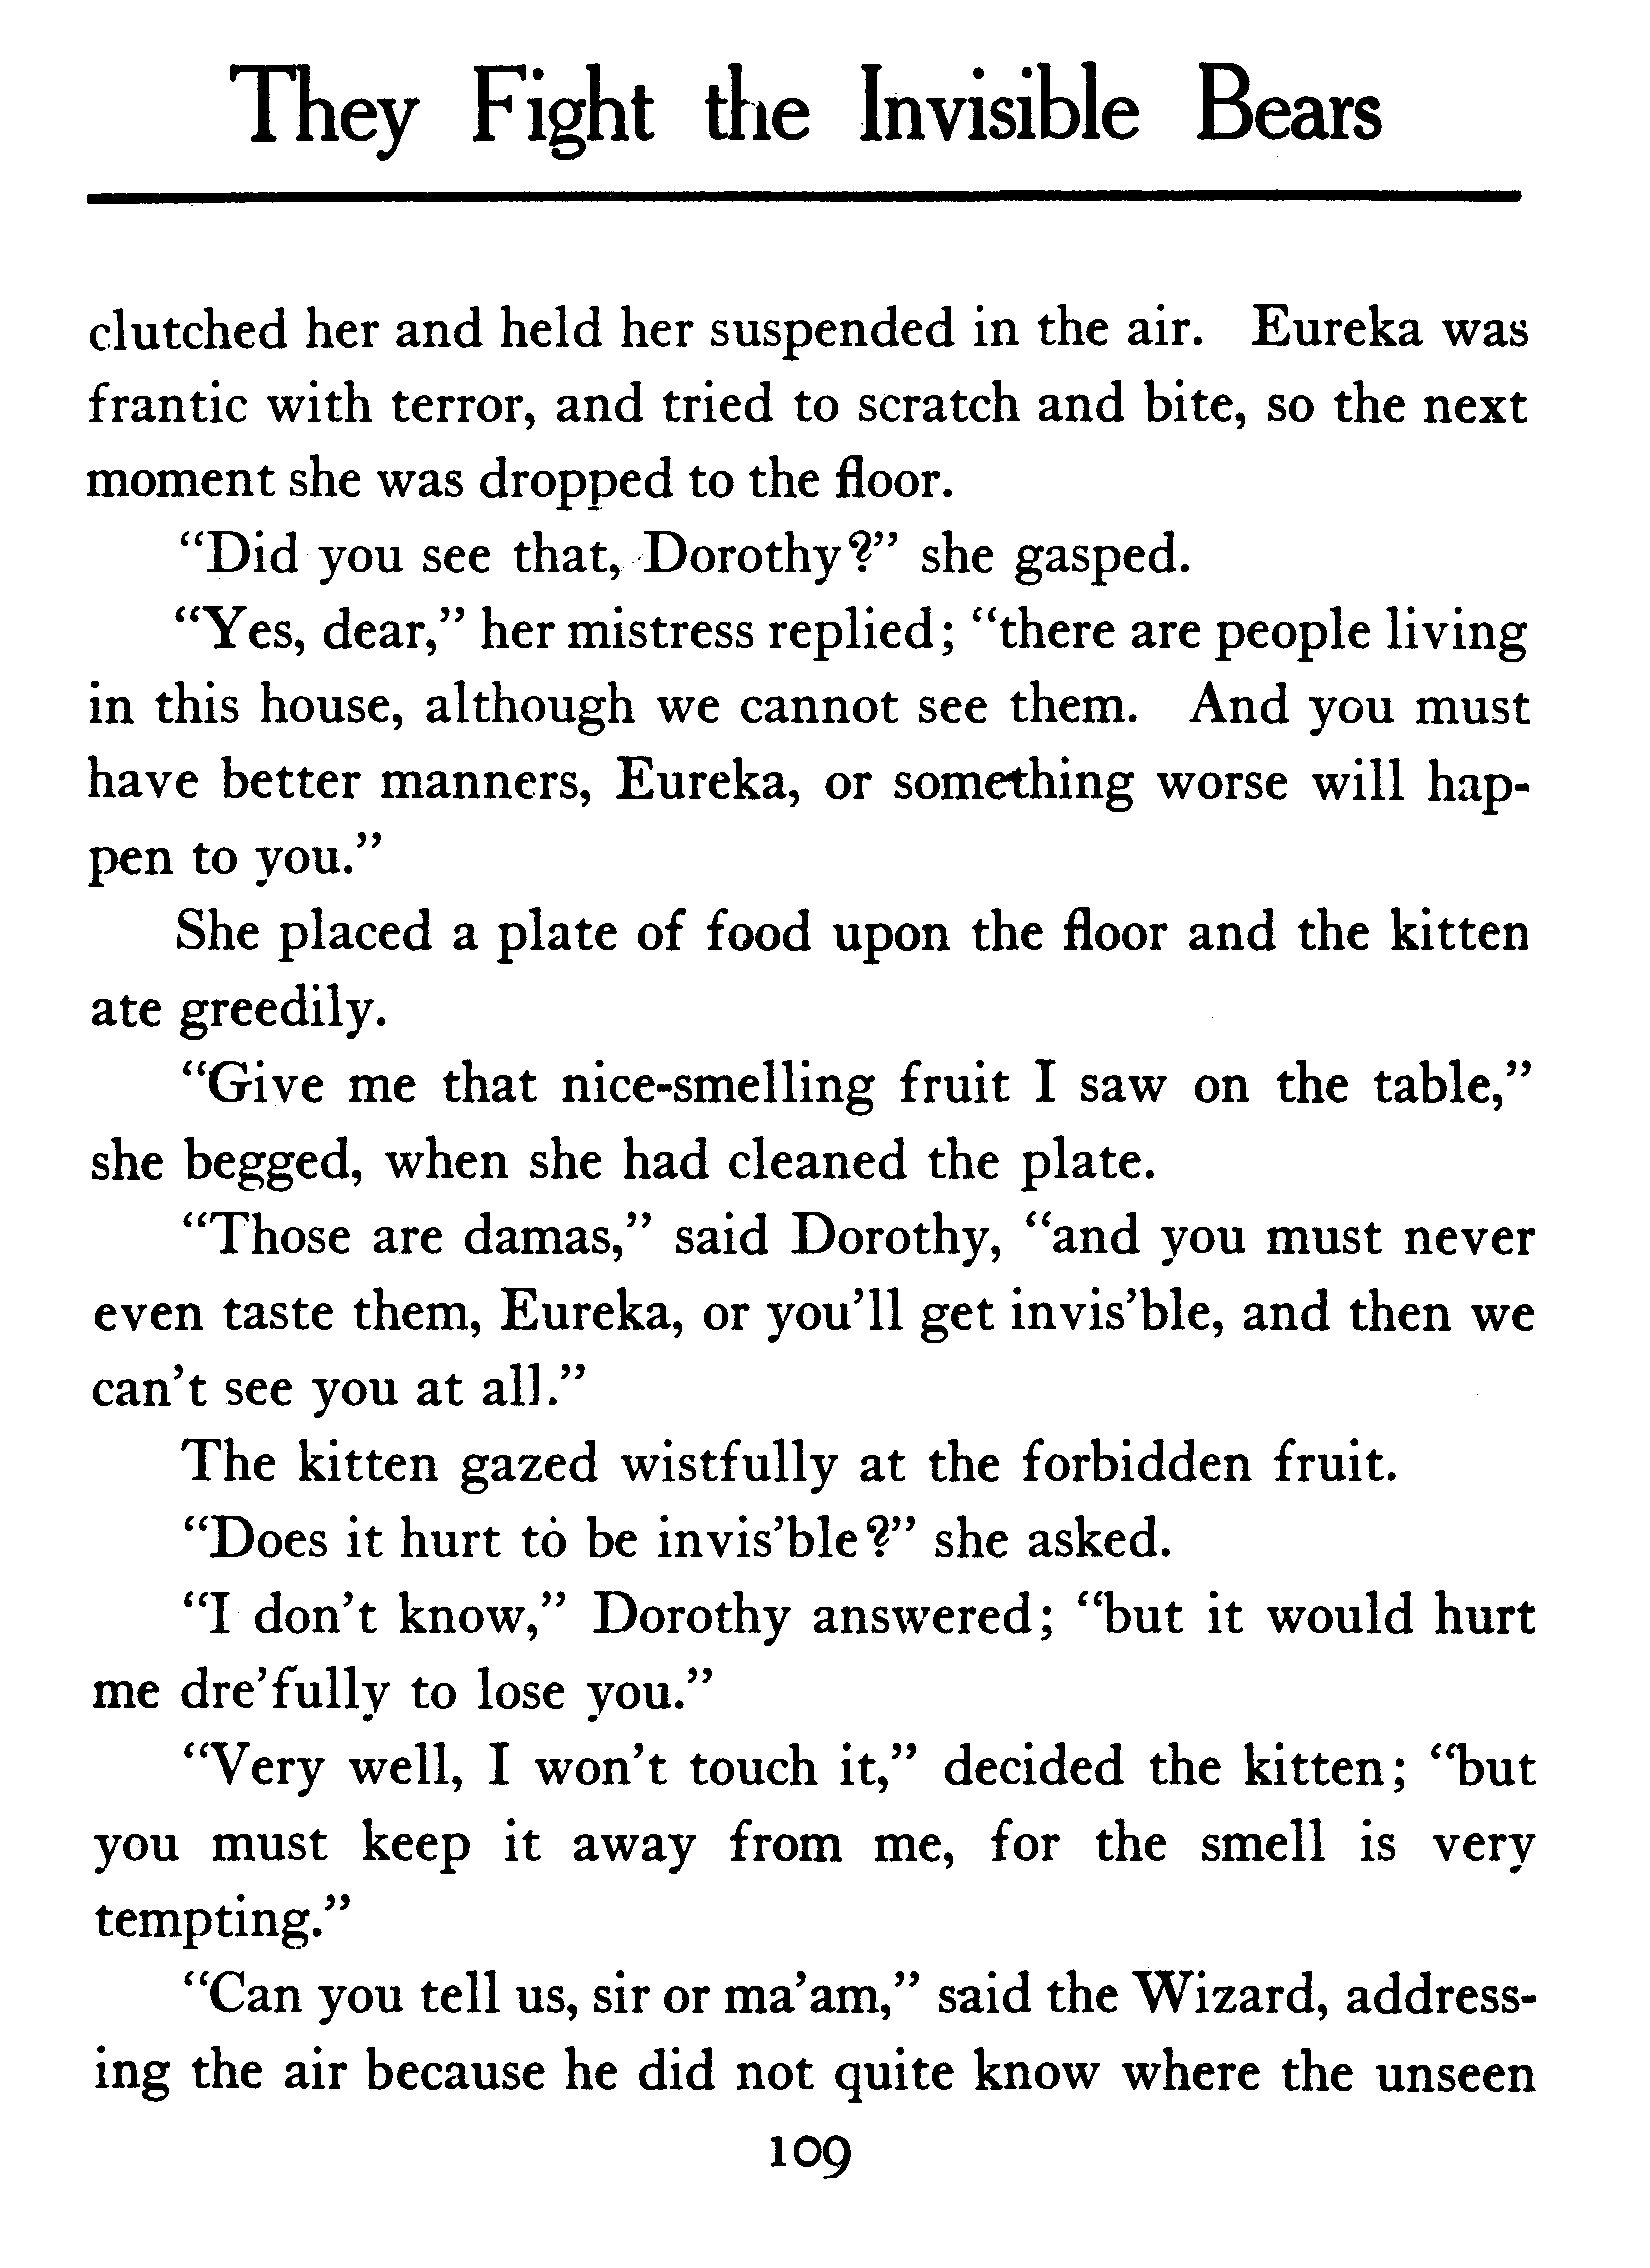 They Fight the Invisible Bears
clutched her and held her suspended in the air. Eureka was
frantic with terror, and tried to scratch and bite, so the next
moment she was dropped to the floor.
“Did you see that, Dorothy?” she gasped.
“Yes, dear,” her mistress replied; “there are people living
in this house, although we cannot see them. And you must
have better manners, Eureka, or something worse will hap-
pen to you.”
She placed a plate of food upon the floor and the kitten
ate greedily.
“Give me that nice-smelling fruit I saw on the table,”
she begged, when she had cleaned the plate.
“Those are damas,” said Dorothy, “and you must never
even taste them, Eureka, or you’ll get invis’ble, and then we
can’t see you at all.”
The kitten gazed wistfully at the forbidden fruit.
“Does it hurt to be invis’ble?” she asked.
“I don’t know,” Dorothy answered; “but it would hurt
me dre’fully to lose you.”
“Very well, I won’t touch it,” decided the kitten; “but
you must keep it away from me, for the smell is very
tempting.”
“Can you tell us, sir or ma’am,” said the Wizard, address-
ing the air because he did not quite know where the unseen
109